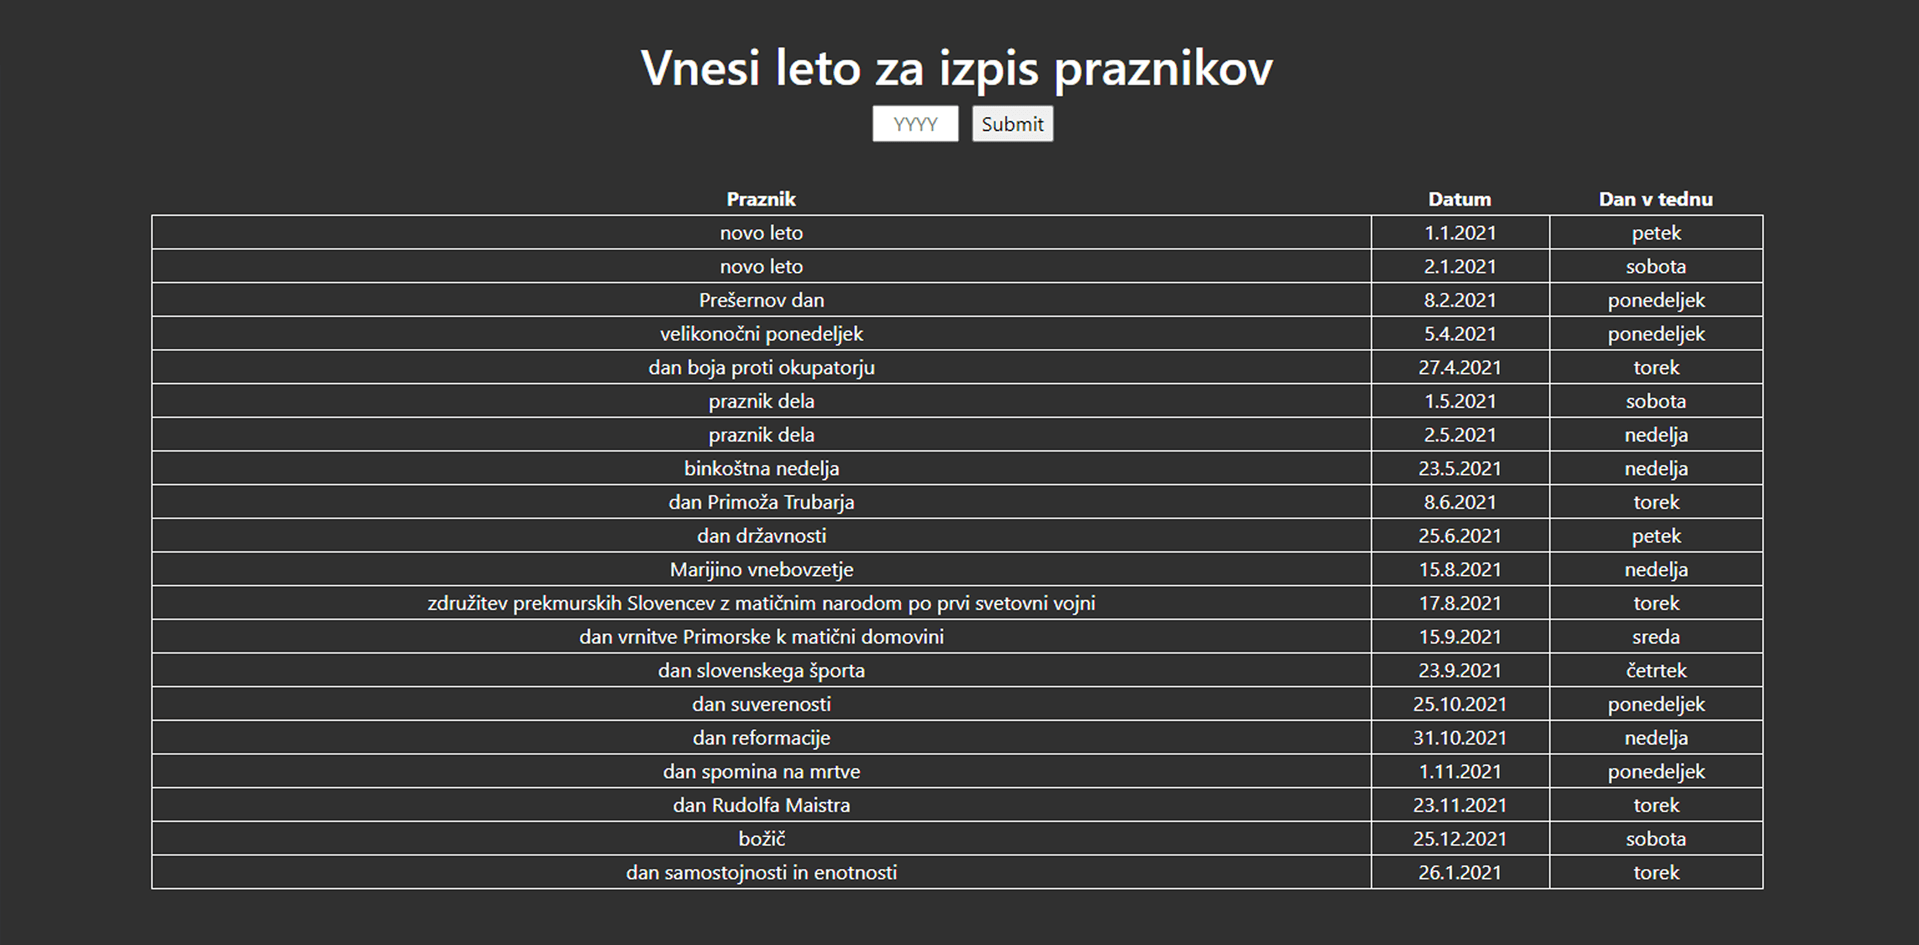 Vnesi leto za izpis praznikov
YYYY Submit
Praznik Datum Dan v tednu
novo leto 1.1.2021 petek
novo leto 2.1.2021 sobota
Prešernov dan 8.2.2021 ponedeljek
velikonočni ponedeljek 5.4.2021 ponedeljek
dan boja proti okupatorju 27.4.2021 torek
praznik dela 1.5.2021 sobota
praznik dela 2.5.2021 nedelja
binkoštna nedelja 23.5.2021 nedelja
dan Primoža Trubarja 8.6.2021 torek
dan državnosti 25.6.2021 petek
Marijino vnebovzetje 15.8.2021 nedelja
združitev prekmurskih Slovencev z matičnim narodom po prvi svetovni vojni 17.8.2021 torek
dan vrnitve Primorske k matični domovini 15.9.2021 sreda
dan slovenskega športa 23.9.2021 četrtek
dan suverenosti 25.10.2021 ponedeljek
dan reformacije 31.10.2021 nedelja
dan spomina na mrtve 1.11.2021 ponedeljek
dan Rudolfa Maistra 23.11.2021 torek
božič 25.12.2021 sobota
dan samostojnosti in enotnosti 26.1.2021 torek